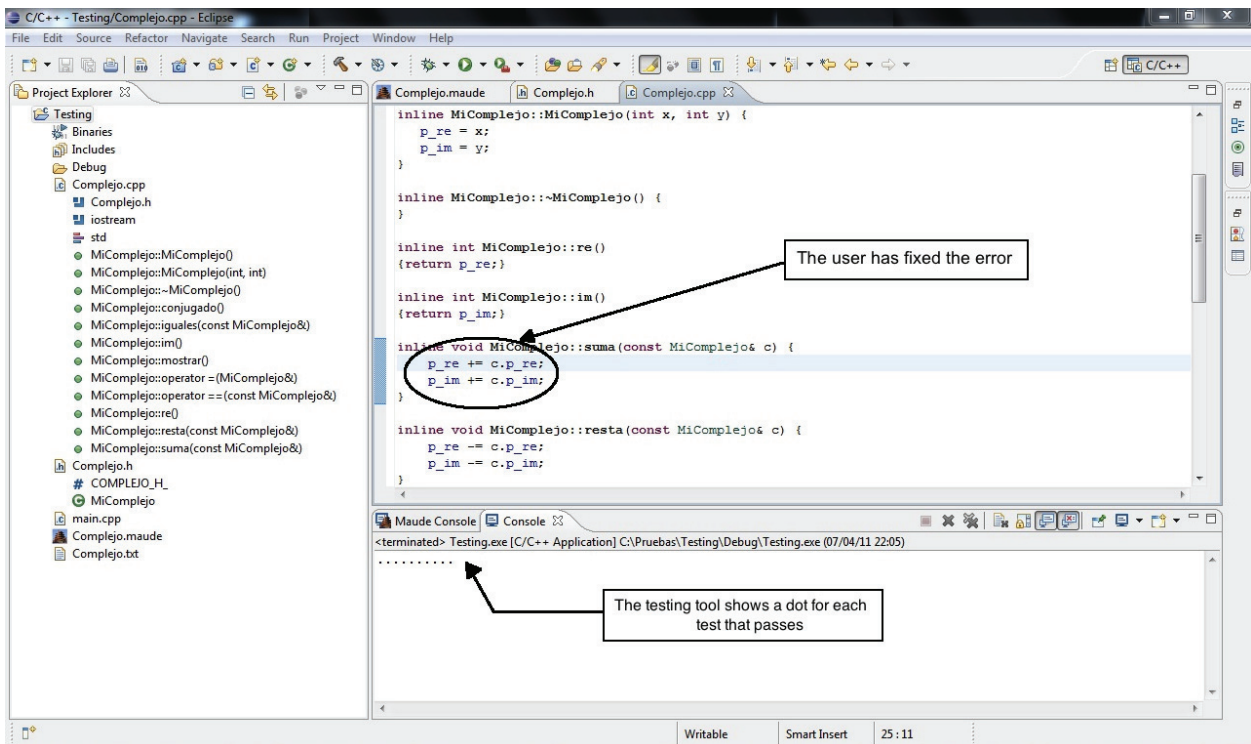 C/C++ - Testing/Complejo.cpp - Eclipse
File Edit Source Refactor Navigate Search Run Project Window Help
C/C++
Project Explorer
Testing
Binaries
Includes
Debug
Complejo.cpp
Complejo.h
iostream
std
MiComplejo::MiComplejo()
MiComplejo::MiComplejo(int, int)
MiComplejo::~MiComplejo()
MiComplejo::conjugado()
MiComplejo::iguales(const MiComplejo&)
MiComplejo::im()
MiComplejo::mostrar()
MiComplejo::operator =(MiComplejo&)
MiComplejo::operator ==(const MiComplejo&)
MiComplejo::re()
MiComplejo::resta(const MiComplejo&)
MiComplejo::suma(const MiComplejo&)
Complejo.h
# COMPLEJO_H_
MiComplejo
main.cpp
Complejo.maude
Complejo.txt
Complejo.maude Complejo.h Complejo.cpp
inline MiComplejo::MiComplejo(int x, int y) {
p_re = x;
p_im = y;
}
inline MiComplejo::~MiComplejo() {
}
inline int MiComplejo::re()
{return p_re;}
inline int MiComplejo::im()
{return p_im;}
inline void MiComplejo::suma(const MiComplejo& c) {
p_re += c.p_re;
p_im += c.p_im;
}
inline void MiComplejo::resta(const MiComplejo& c) {
p_re -= c.p_re;
p_im -= c.p_im;
}
The user has fixed the error
Maude Console Console
<terminated> Testing.exe [C/C++ Application] C:\Pruebas\Testing\Debug\Testing.exe (07/04/11 22:05)
..........
The testing tool shows a dot for each
test that passes
Writable Smart Insert 25 : 11